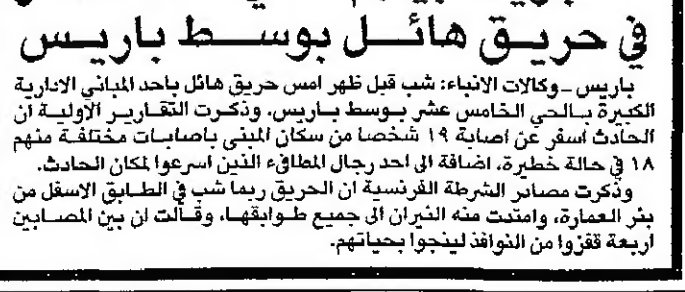 في حريق هائل بوسط باريس
باريس ـ وكالات الانباء: شب قبل ظهر امس حريق هائل باحد المباني الادارية
الكبيرة بالحي الخامس عشر بوسط باريس. وذكرت التقارير الاولية ان
الحادث اسفر عن اصابة ١٩ شخصا من سكان المبنى باصابات مختلفة منهم
١٨ في حالة خطيرة، اضافة الى احد رجال المطافىء الذين اسرعوا لمكان الحادث.
وذكرت مصادر الشرطة الفرنسية ان الحريق ربما شب في الطابق الاسفل من
بئر العمارة، وامتدت منه النيران الى جميع طوابقها، وقالت ان بين المصابين
اربعة قفزوا من النوافذ لينجوا بحياتهم.